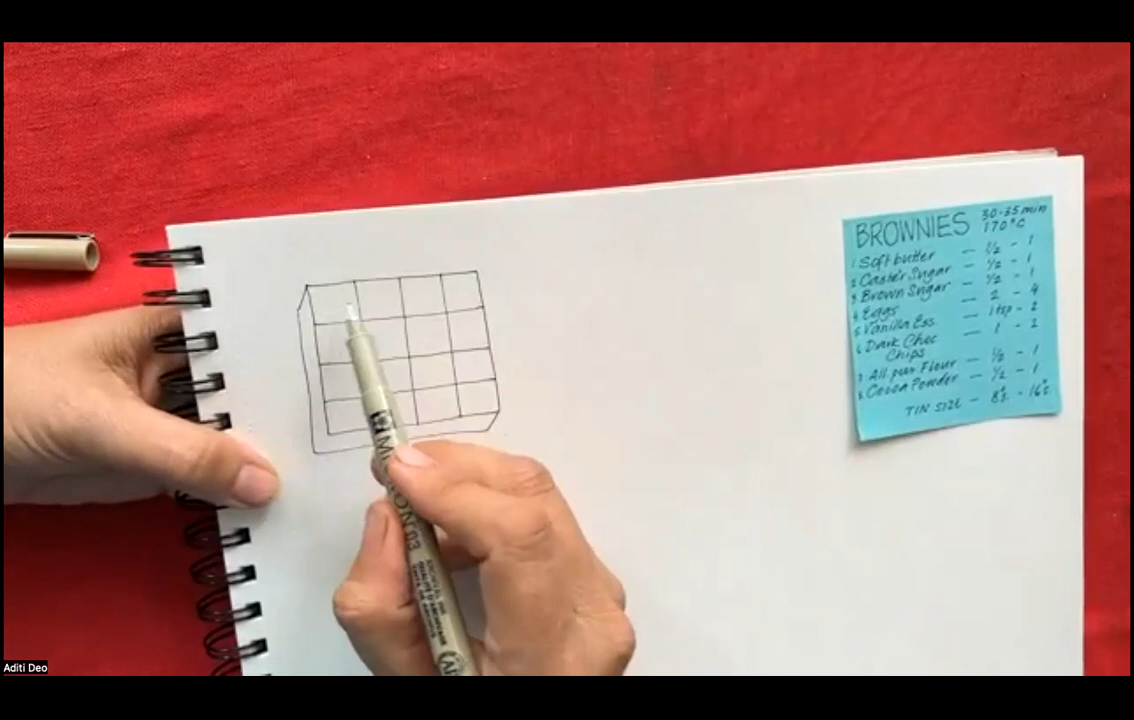 BROWNIES 30-35 min
170°C
1 Soft butter — 1/2 - 1
2 Caster Sugar — 1/2 - 1
3 Brown Sugar — 1/2 - 1
4 Eggs — 2 - 4
5 Vanilla Ess. — 1tsp - 2
6 Dark Choc — 1 - 2
Chips
7 All pur Flour — 1/2 - 1
8 Cocoa Powder — 1/2 - 1
TIN SIZE — 8"s - 16"s
MICRON 03
Aditi Deo